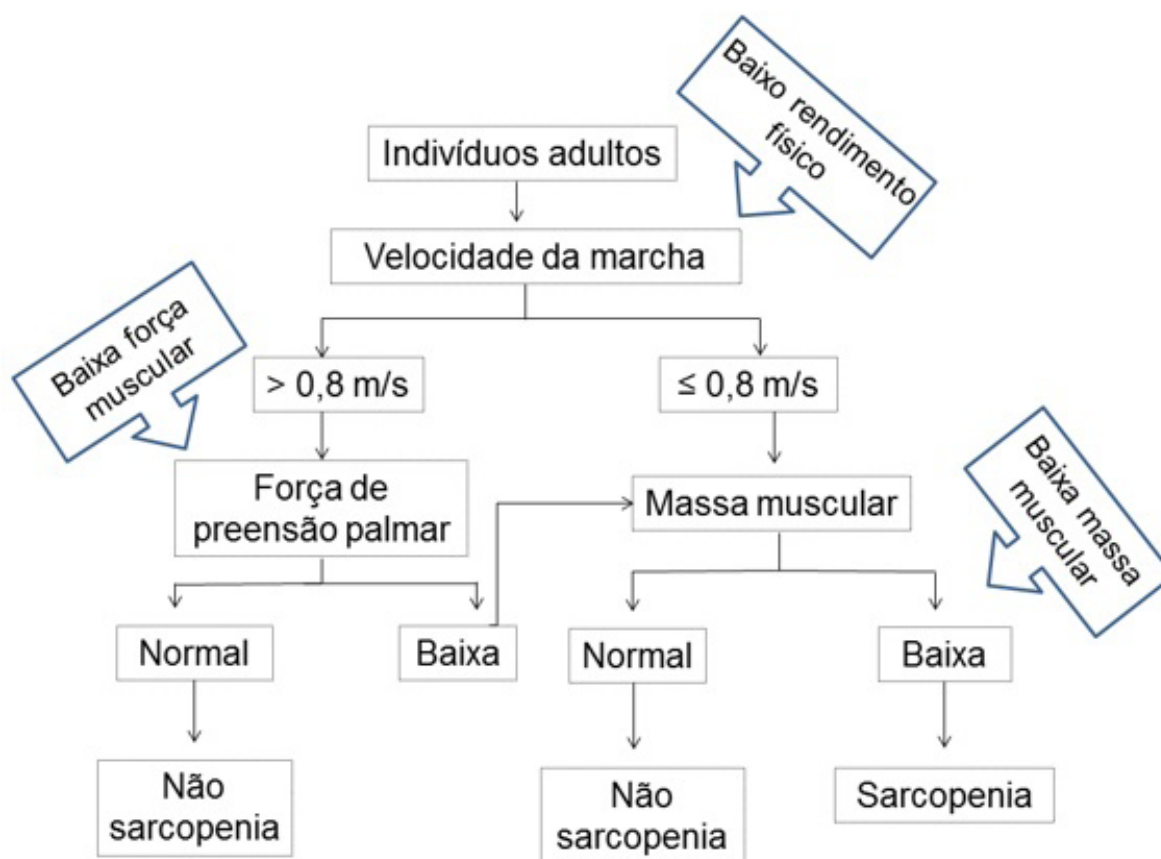 Baixo rendimento
físico
Indivíduos adultos
Velocidade da marcha
Baixa força
muscular
> 0,8 m/s
≤ 0,8 m/s
Força de
preensão palmar
Massa muscular
Baixa massa
muscular
Normal
Baixa
Normal
Baixa
Não
sarcopenia
Não
sarcopenia
Sarcopenia